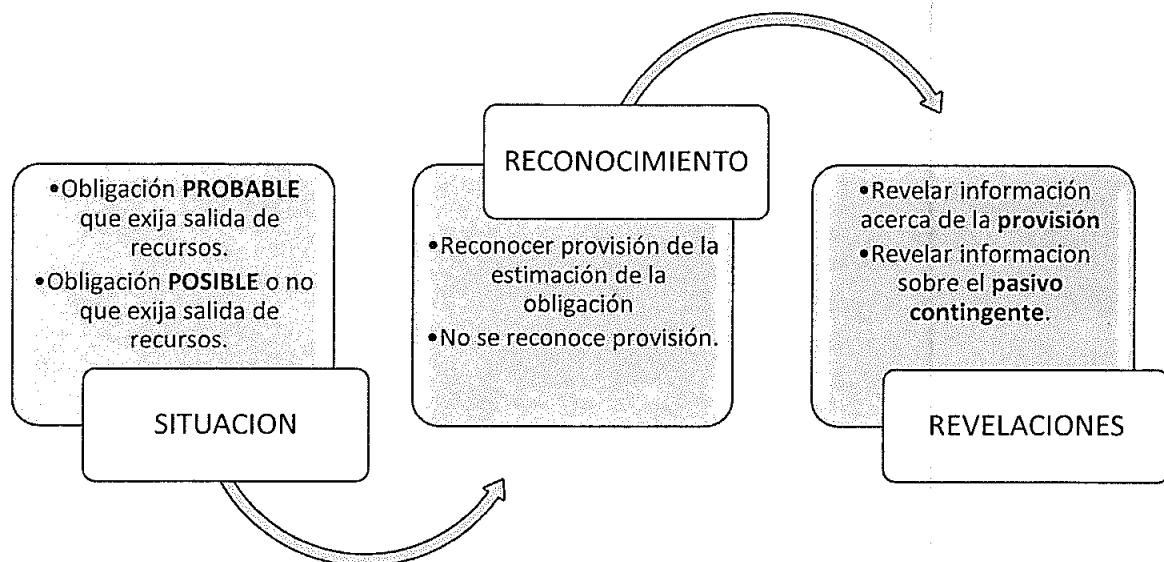 •Obligación PROBABLE
que exija salida de
recursos.
•Obligación POSIBLE o no
que exija salida de
recursos.
SITUACION
RECONOCIMIENTO
•Reconocer provisión de la
estimación de la
obligación
•No se reconoce provisión.
•Revelar información
acerca de la provisión
•Revelar informacion
sobre el pasivo
contingente.
REVELACIONES